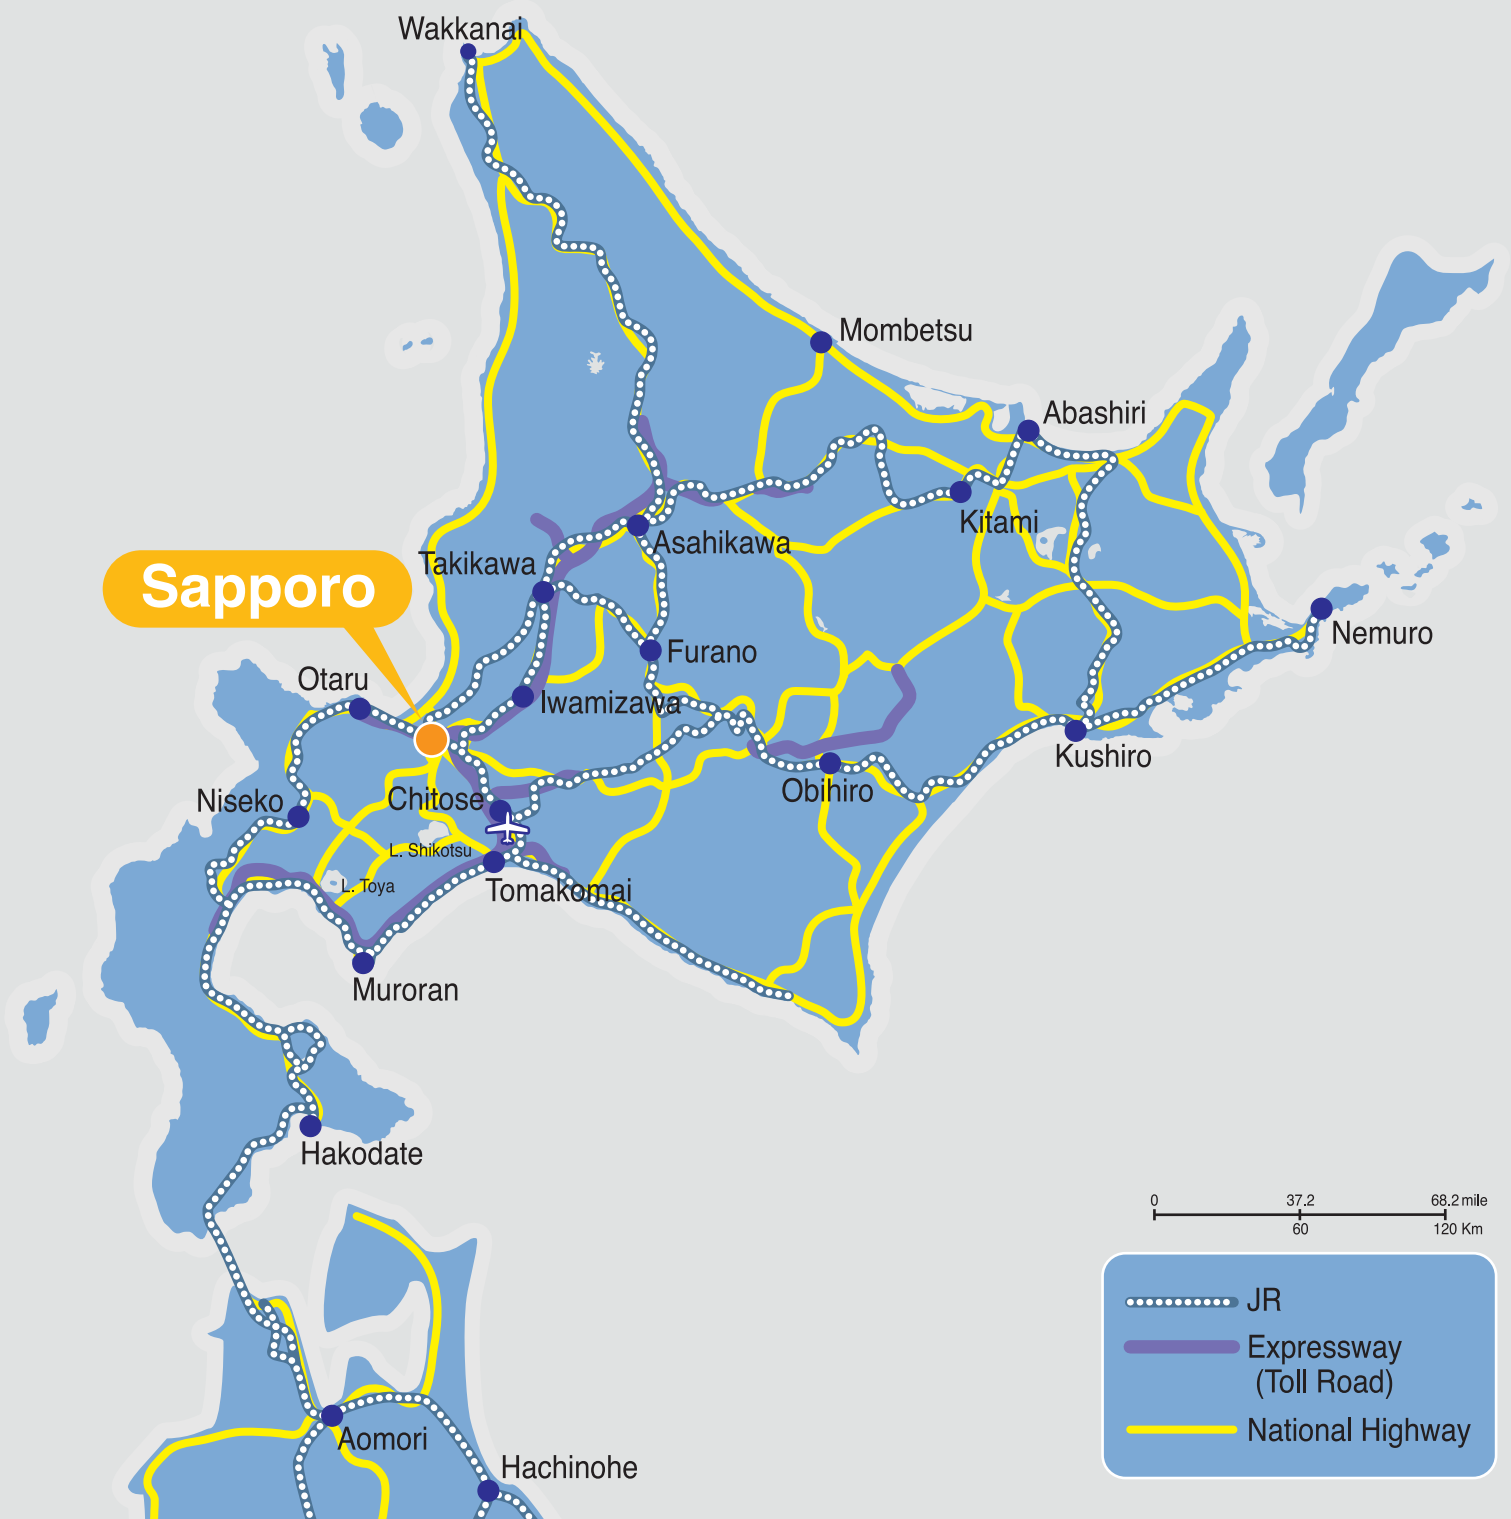 Wakkanai
Mombetsu
Abashiri
Kitami
Asahikawa
Takikawa
Sapporo
Nemuro
Furano
Otaru
Iwamizawa
Kushiro
Obihiro
Niseko
Chitose
L. Shikotsu
L. Toya
Tomakomai
Muroran
Hakodate
0 37.2 68.2 mile
60 120 Km
JR
Expressway
(Toll Road)
National Highway
Aomori
Hachinohe